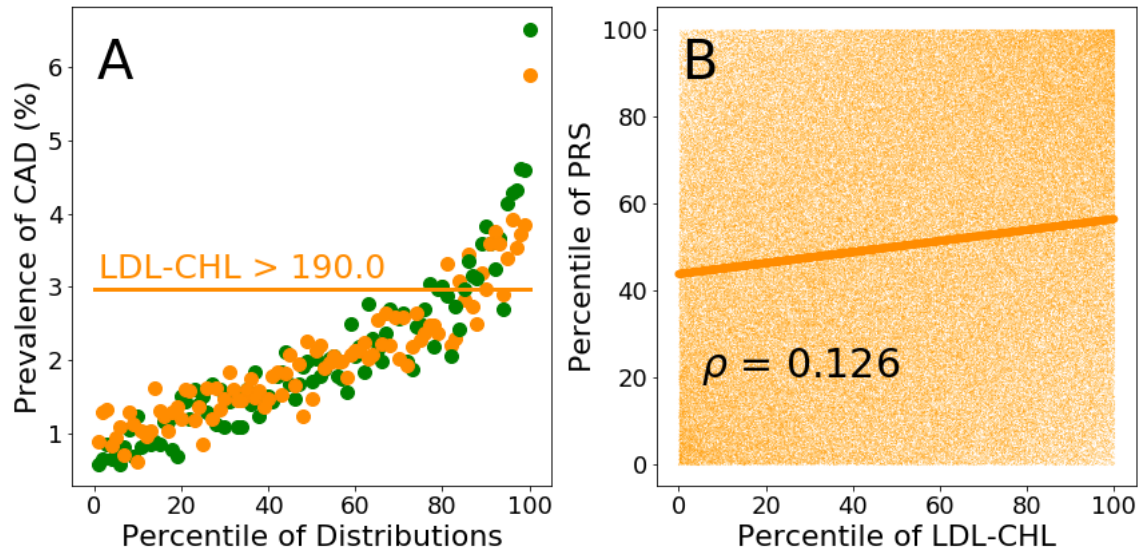 A
Prevalence of CAD (%)
6
5
4
3
2
1
LDL-CHL > 190.0
0 20 40 60 80 100
Percentile of Distributions
B
Percentile of PRS
100
80
60
40
20
0
ρ = 0.126
0 20 40 60 80 100
Percentile of LDL-CHL